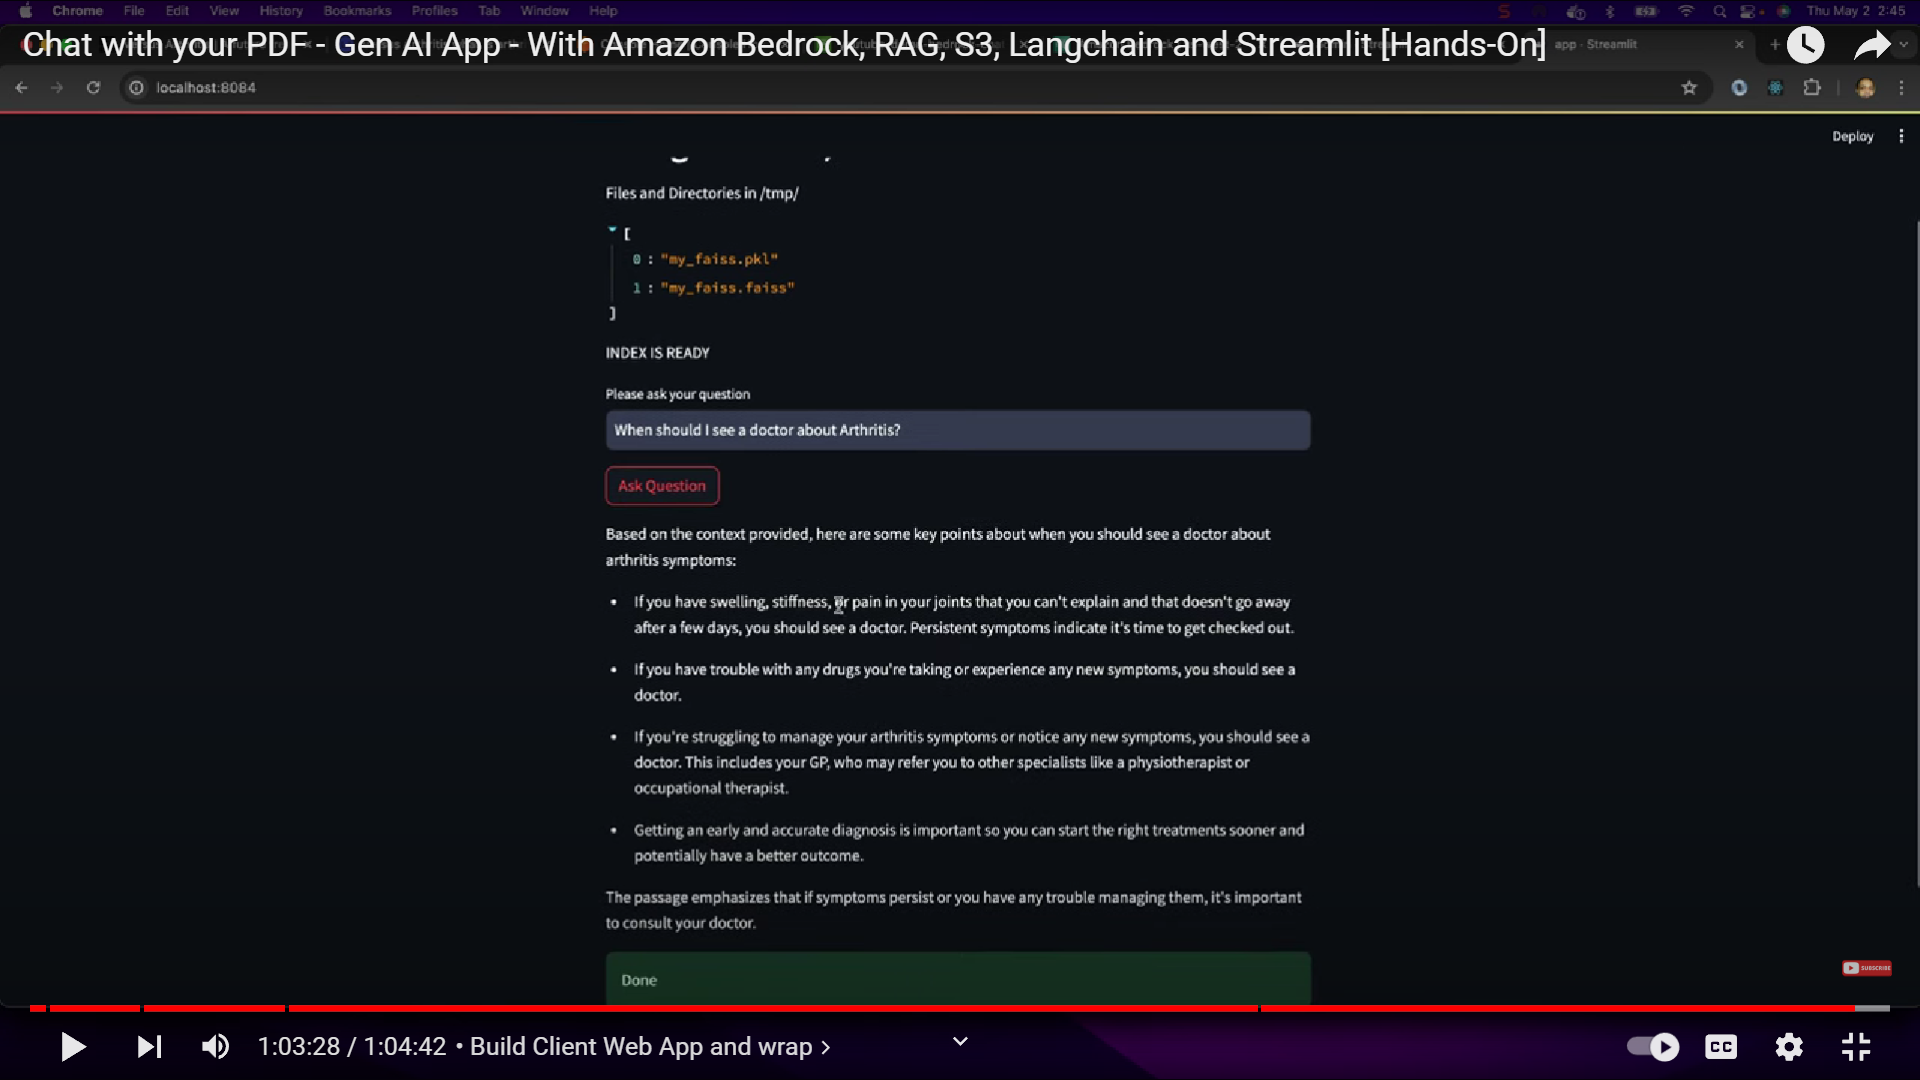 Chrome File Edit View History Bookmarks Profiles Tab Window Help Thu May 2 2:45
Chat with your PDF - Gen AI App - With Amazon Bedrock, RAG, S3, Langchain and Streamlit [Hands-On]
app - Streamlit
localhost:8084
Deploy
Files and Directories in /tmp/
[
0 : "my_faiss.pkl"
1 : "my_faiss.faiss"
]
INDEX IS READY
Please ask your question
When should I see a doctor about Arthritis?
Ask Question
Based on the context provided, here are some key points about when you should see a doctor about
arthritis symptoms:
• If you have swelling, stiffness, or pain in your joints that you can't explain and that doesn't go away
after a few days, you should see a doctor. Persistent symptoms indicate it's time to get checked out.
• If you have trouble with any drugs you're taking or experience any new symptoms, you should see a
doctor.
• If you're struggling to manage your arthritis symptoms or notice any new symptoms, you should see a
doctor. This includes your GP, who may refer you to other specialists like a physiotherapist or
occupational therapist.
• Getting an early and accurate diagnosis is important so you can start the right treatments sooner and
potentially have a better outcome.
The passage emphasizes that if symptoms persist or you have any trouble managing them, it's important
to consult your doctor.
Done
SUBSCRIBE
1:03:28 / 1:04:42 • Build Client Web App and wrap
CC